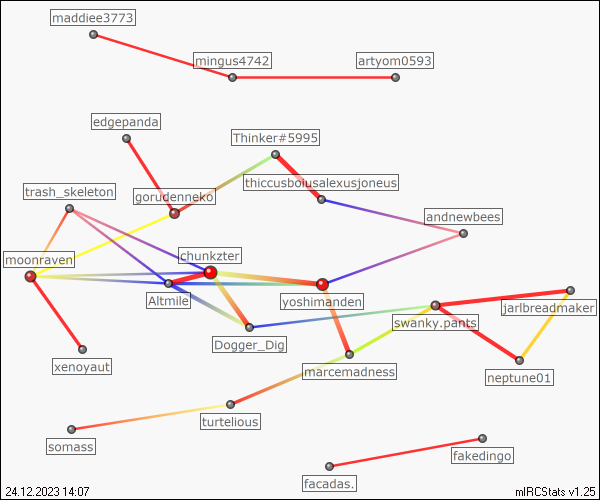 maddiee3773
mingus4742
artyom0593
edgepanda
Thinker#5995
thiccusboiusalexusjoneus
trash_skeleton
gorudenneko
andnewbees
chunkzter
moonraven
Altmile
yoshimanden
jarlbreadmaker
swanky.pants
Dogger_Dig
xenoyaut
marcemadness
neptune01
turtelious
somass
fakedingo
facadas.
24.12.2023 14:07
mIRCStats v1.25